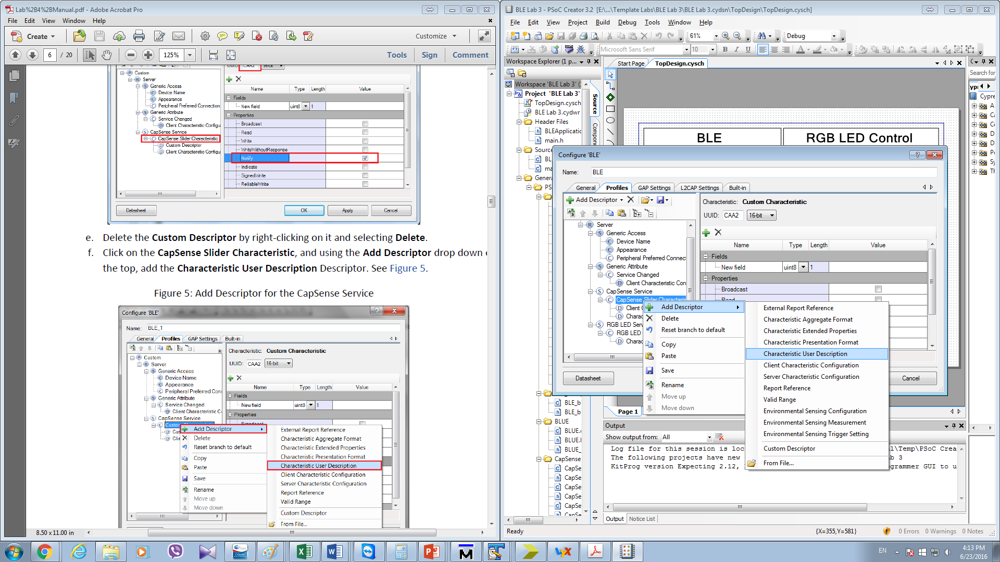 Lab%2B4%2BManual.pdf - Adobe Acrobat Pro
File Edit View Window Help
Create
Customize
6 / 20
125%
Tools Sign Comment
CAA2 16-bit
Custom
Server
Generic Access
Device Name
Appearance
Peripheral Preferred Connection
Generic Attribute
Service Changed
Client Characteristic Configu
CapSense Service
CapSense Slider Characteristic
Custom Descriptor
Client Characteristic Configu
Name Type Length Value
Fields
New field uint8 1
Properties
Broadcast
Read
Write
WriteWithoutResponse
Notify
Indicate
SignedWrite
ReliableWrite
Datasheet OK Apply Cancel
e. Delete the Custom Descriptor by right-clicking on it and selecting Delete.
f. Click on the CapSense Slider Characteristic, and using the Add Descriptor drop down
the top, add the Characteristic User Description Descriptor. See Figure 5.
Figure 5: Add Descriptor for the CapSense Service
Configure 'BLE'
Name: BLE_1
General Profiles GAP Settings Built-in
Custom
Server
Generic Access
Device Name
Appearance
Peripheral Preferred Conn
Generic Attribute
Service Changed
Client Characteristic C
CapSense Service
Characteristic: Custom Characteristic
UUID: CAA2 16-bit
Name Type Length Value
Fields
New field uint8 1
Properties
Add Descriptor
Delete
Reset branch to default
Copy
Paste
Save
Rename
Move up
Move down
External Report Reference
Characteristic Aggregate Format
Characteristic Extended Properties
Characteristic Presentation Format
Characteristic User Description
Client Characteristic Configuration
Server Characteristic Configuration
Report Reference
Valid Range
Custom Descriptor
From File...
8.50 x 11.00 in
BLE Lab 3 - PSoC Creator 3.2 [E:\...\Template Labs\BLE Lab 3\BLE Lab 3.cydsn\TopDesign\TopDesign.cysch]
File Edit View Project Build Debug Tools Window Help
61% Debug
Microsoft Sans Serif 10 B I U
Workspace Explorer (1 p...
Start Page TopDesign.cysch
Search for
Workspace 'BLE Lab 3' (
Project 'BLE Lab 3'
TopDesign.cysch
BLE Lab 3.cydwr
Header Files
BLEApplicatic
main.h
Sourc
BL
ma
Genera
PS
BLE_b
BLE_b
BLUE
BLUE.
BLUE.
BLUE_
CapSense
CapSe
CapSe
CapSe
CapSe
CapSe
CapSe
Source
Compone
Cypre
BLE RGB LED Control
Configure 'BLE'
Name: BLE
General Profiles GAP Settings L2CAP Settings Built-in
Add Descriptor
Server
Generic Access
Device Name
Appearance
Peripheral Preferred Connec
Generic Attribute
Service Changed
Client Characteristic Con
CapSense Service
CapSense Slider Characteris
Client
Charac
RGB LED Serv
RGB LED
Charac
Characteristic: Custom Characteristic
UUID: CAA2 16-bit
Name Type Length Value
Fields
New field uint8 1
Properties
Broadcast
Read
Datasheet Cancel
Add Descriptor
Delete
Reset branch to default
Copy
Paste
Save
Rename
Move up
Move down
External Report Reference
Characteristic Aggregate Format
Characteristic Extended Properties
Characteristic Presentation Format
Characteristic User Description
Client Characteristic Configuration
Server Characteristic Configuration
Report Reference
Valid Range
Environmental Sensing Configuration
Environmental Sensing Measurement
Environmental Sensing Trigger Setting
Custom Descriptor
From File...
Page 1
Output
Show output from: All
Log file for this session is loc l\Temp\PSoC Crea
The following projects have new b 3
KitProg version Expecting 2.12, ogrammer GUI to u
Output Notice List
Ready {X=355,Y=581} 0 Errors 0 Warnings 0 Notes
EN
4:13 PM
6/23/2016